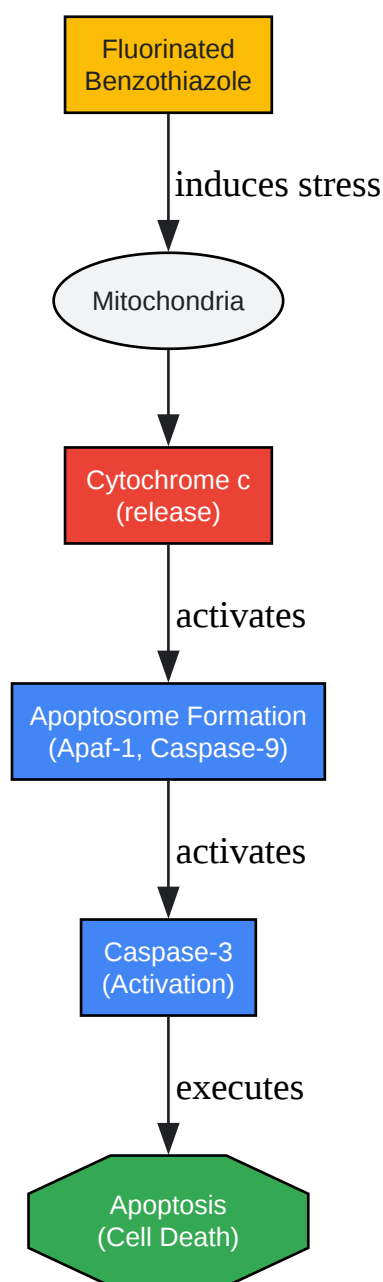 Fluorinated
Benzothiazole
induces stress
Mitochondria
Cytochrome c
(release)
activates
Apoptosome Formation
(Apaf-1, Caspase-9)
activates
Caspase-3
(Activation)
executes
Apoptosis
(Cell Death)